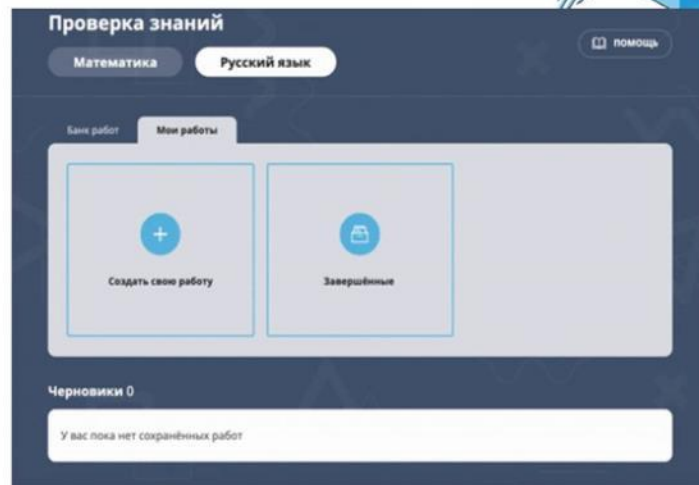 Проверка знаний
помощь
Математика Русский язык
Банк работ Мои работы
Создать свою работу Завершённые
Черновики 0
У вас пока нет сохранённых работ